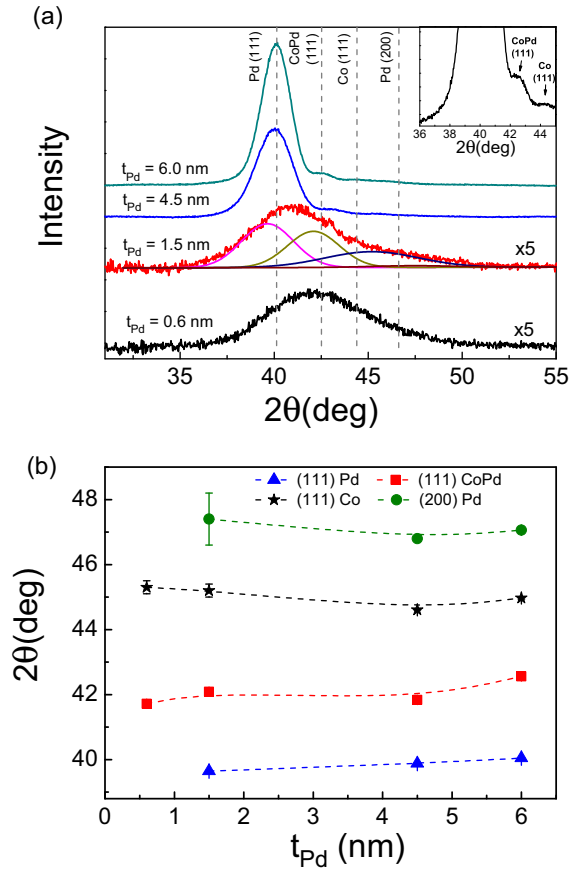 (a)
Pd (111)
CoPd
(111)
Co (111)
Pd (200)
CoPd
(111)
Co
(111)
36 38 40 42 44
2θ(deg)
Intensity
t_Pd = 6.0 nm
t_Pd = 4.5 nm
t_Pd = 1.5 nm
x5
t_Pd = 0.6 nm
x5
35 40 45 50 55
2θ(deg)
(b)
(111) Pd (111) CoPd
(111) Co (200) Pd
48
46
44
42
40
2θ(deg)
0 1 2 3 4 5 6
t_Pd (nm)